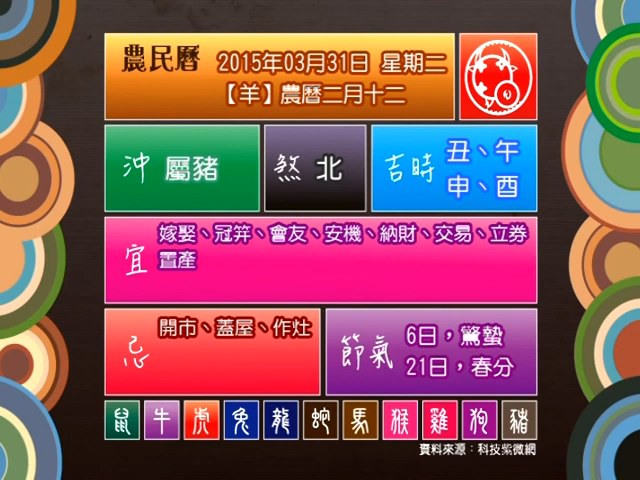 農民曆
2015年03月31日 星期二
【羊】農曆二月十二
沖 屬豬
煞 北
吉時
丑、午
申、酉
宜
嫁娶、冠笄、會友、安機、納財、交易、立券
置產
忌
開市、蓋屋、作灶
節氣
6日，驚蟄
21日，春分
鼠 牛 虎 兔 龍 蛇 馬 猴 雞 狗 豬
資料來源：科技紫微網